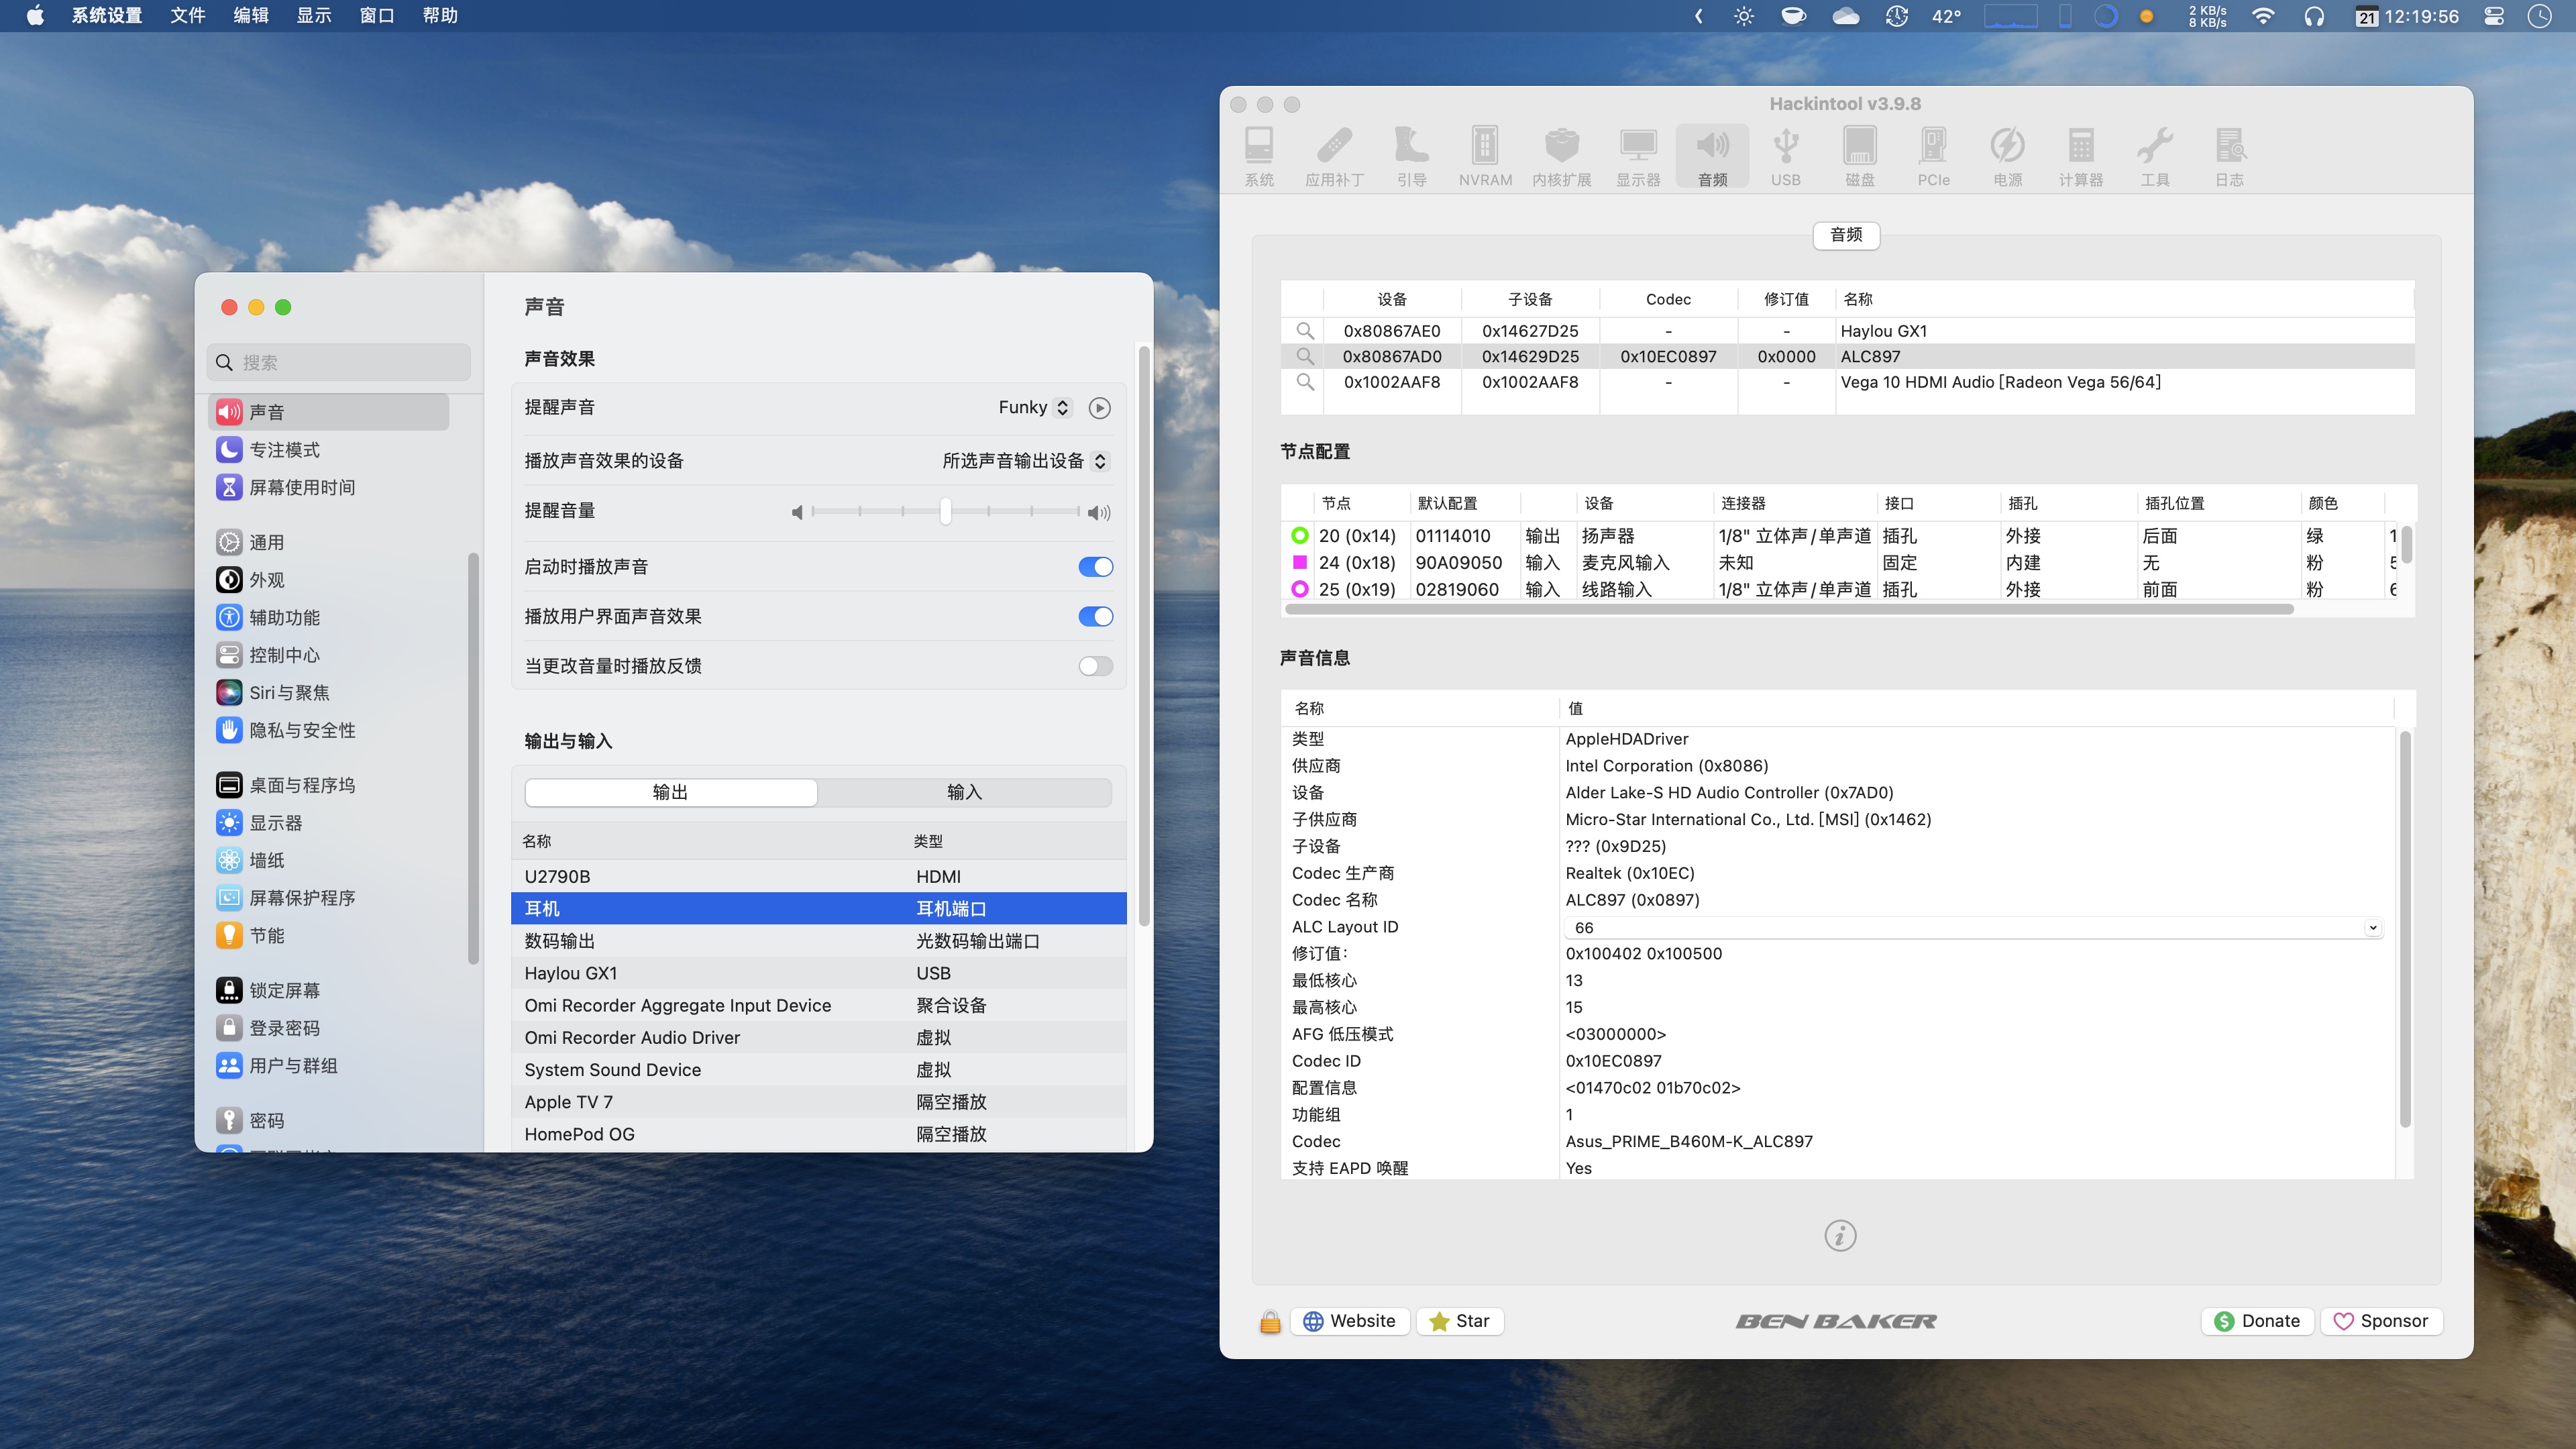 系统设置 文件 编辑 显示 窗口 帮助
42° 2 KB/s 8 KB/s 21 12:19:56
声音
搜索
声音
专注模式
屏幕使用时间
通用
外观
辅助功能
控制中心
Siri与聚焦
隐私与安全性
桌面与程序坞
显示器
墙纸
屏幕保护程序
节能
锁定屏幕
登录密码
用户与群组
密码
声音效果
提醒声音 Funky
播放声音效果的设备 所选声音输出设备
提醒音量
启动时播放声音
播放用户界面声音效果
当更改音量时播放反馈
输出与输入
输出 输入
名称 类型
U2790B HDMI
耳机 耳机端口
数码输出 光数码输出端口
Haylou GX1 USB
Omi Recorder Aggregate Input Device 聚合设备
Omi Recorder Audio Driver 虚拟
System Sound Device 虚拟
Apple TV 7 隔空播放
HomePod OG 隔空播放
Hackintool v3.9.8
系统 应用补丁 引导 NVRAM 内核扩展 显示器 音频 USB 磁盘 PCIe 电源 计算器 工具 日志
音频
设备 子设备 Codec 修订值 名称
0x80867AE0 0x14627D25 - - Haylou GX1
0x80867AD0 0x14629D25 0x10EC0897 0x0000 ALC897
0x1002AAF8 0x1002AAF8 - - Vega 10 HDMI Audio [Radeon Vega 56/64]
节点配置
节点 默认配置 设备 连接器 接口 插孔 插孔位置 颜色
20 (0x14) 01114010 输出 扬声器 1/8" 立体声/单声道 插孔 外接 后面 绿 1
24 (0x18) 90A09050 输入 麦克风输入 未知 固定 内建 无 粉 5
25 (0x19) 02819060 输入 线路输入 1/8" 立体声/单声道 插孔 外接 前面 粉 6
声音信息
名称 值
类型 AppleHDADriver
供应商 Intel Corporation (0x8086)
设备 Alder Lake-S HD Audio Controller (0x7AD0)
子供应商 Micro-Star International Co., Ltd. [MSI] (0x1462)
子设备 ??? (0x9D25)
Codec 生产商 Realtek (0x10EC)
Codec 名称 ALC897 (0x0897)
ALC Layout ID 66
修订值: 0x100402 0x100500
最低核心 13
最高核心 15
AFG 低压模式 <03000000>
Codec ID 0x10EC0897
配置信息 <01470c02 01b70c02>
功能组 1
Codec Asus_PRIME_B460M-K_ALC897
支持 EAPD 唤醒 Yes
Website Star BEN BAKER Donate Sponsor